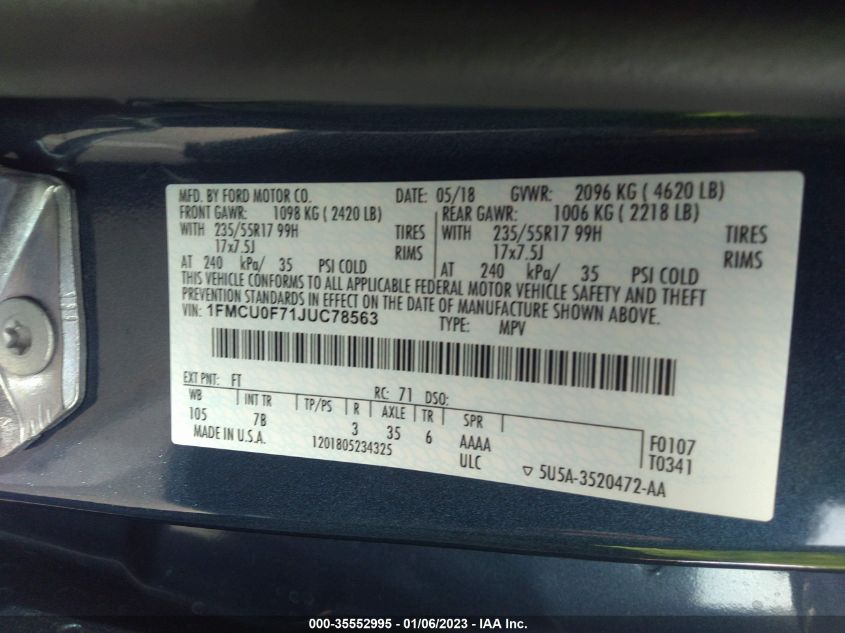 MFD. BY FORD MOTOR CO. DATE: 05/18 GVWR: 2096 KG ( 4620 LB)
FRONT GAWR: 1098 KG ( 2420 LB) REAR GAWR: 1006 KG ( 2218 LB)
WITH 235/55R17 99H TIRES WITH 235/55R17 99H TIRES
17x7.5J RIMS 17x7.5J RIMS
AT 240 kPa/ 35 PSI COLD AT 240 kPa/ 35 PSI COLD
THIS VEHICLE CONFORMS TO ALL APPLICABLE FEDERAL MOTOR VEHICLE SAFETY AND THEFT
PREVENTION STANDARDS IN EFFECT ON THE DATE OF MANUFACTURE SHOWN ABOVE.
VIN: 1FMCU0F71JUC78563 TYPE: MPV
EXT PNT: FT RC: 71 DSO:
WB INT TR TP/PS R AXLE TR SPR
105 7B 3 35 6 AAAA F0107
MADE IN U.S.A. 1201805234325 ULC T0341
▽ 5U5A-3520472-AA
000-35552995 - 01/06/2023 - IAA Inc.